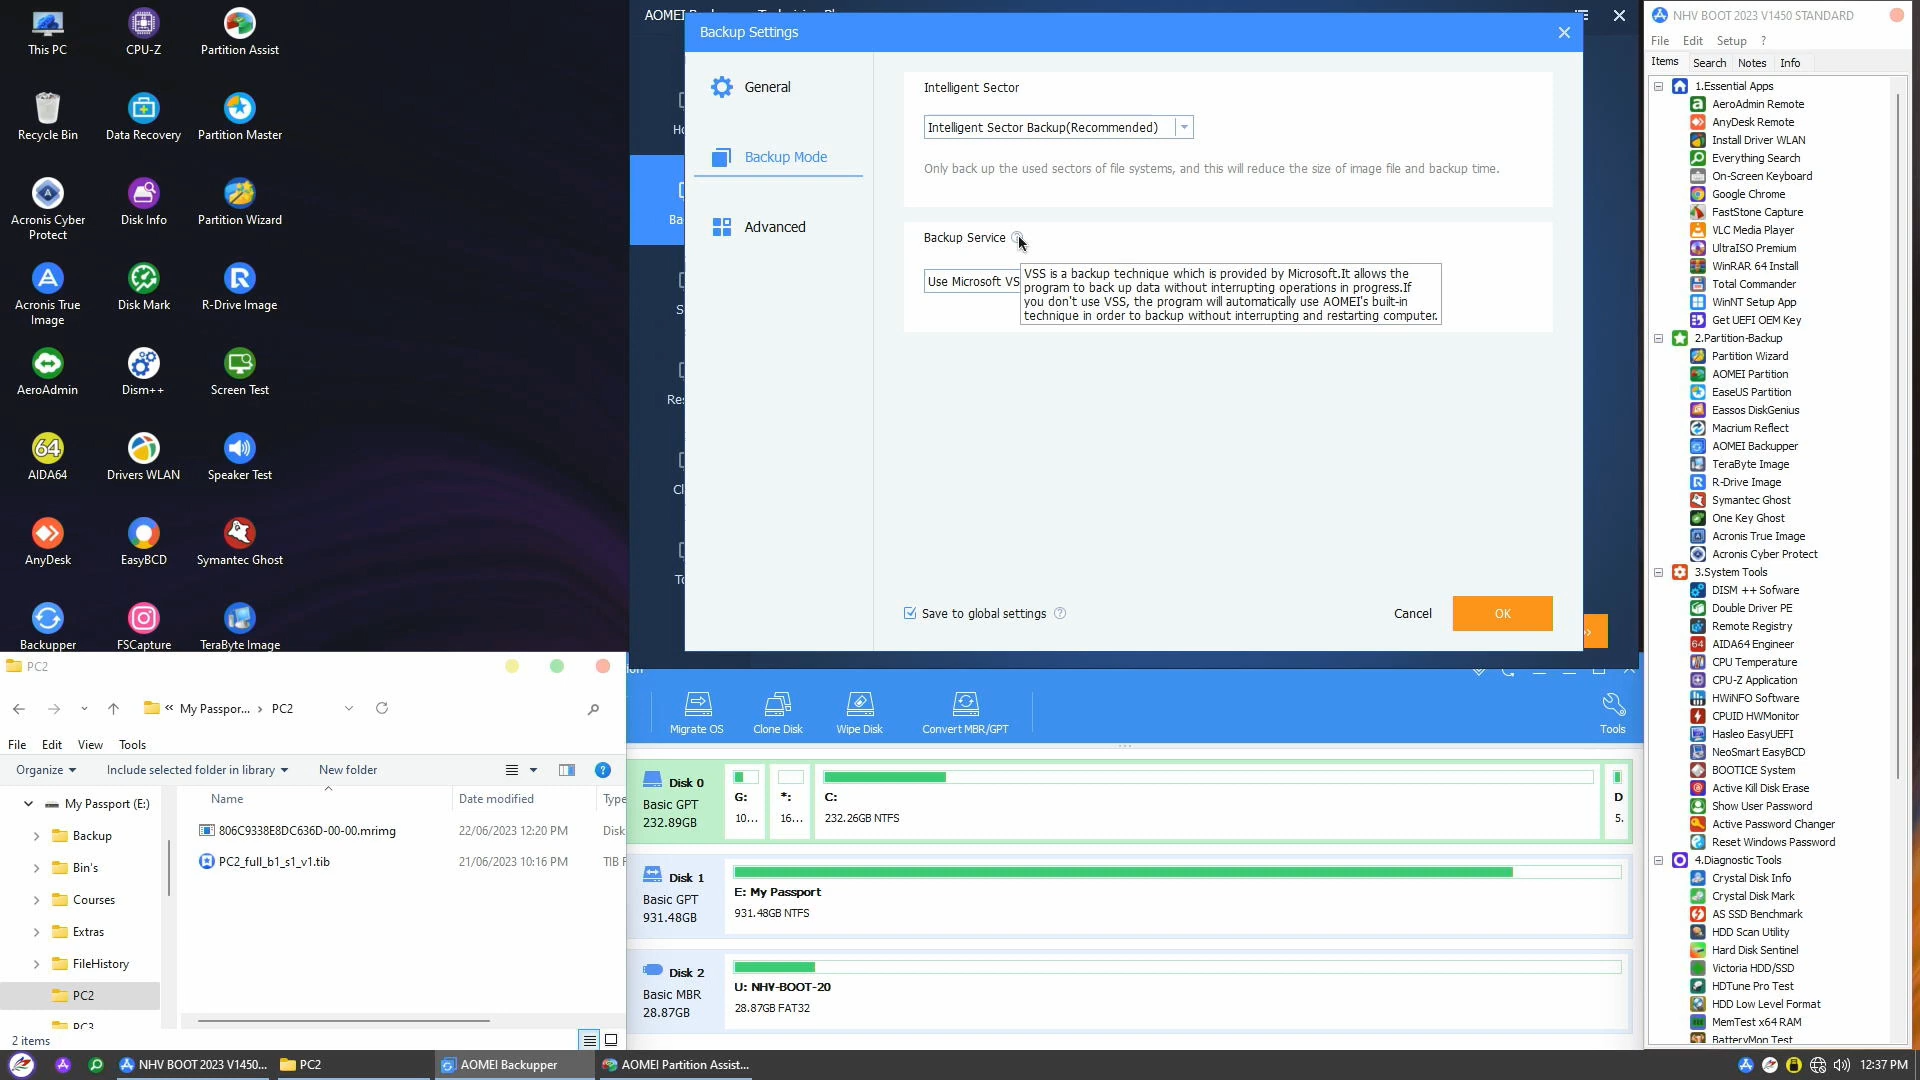 This PC
CPU-Z
Partition Assist
Recycle Bin
Data Recovery
Partition Master
Acronis Cyber
Protect
Disk Info
Partition Wizard
Acronis True
Image
Disk Mark
R-Drive Image
AeroAdmin
Dism++
Screen Test
64
AIDA64
Drivers WLAN
Speaker Test
AnyDesk
EasyBCD
Symantec Ghost
Backupper
FSCapture
TeraByte Image
Backup Settings
General
Backup Mode
Advanced
Intelligent Sector
Intelligent Sector Backup(Recommended)
Only back up the used sectors of file systems, and this will reduce the size of image file and backup time.
Backup Service
Use Microsoft VS
VSS is a backup technique which is provided by Microsoft.It allows the
program to back up data without interrupting operations in progress.If
you don't use VSS, the program will automatically use AOMEI's built-in
technique in order to backup without interrupting and restarting computer.
Save to global settings
Cancel
OK
PC2
« My Passpor... › PC2
File Edit View Tools
Organize
Include selected folder in library
New folder
Name
Date modified
Type
My Passport (E:)
Backup
Bin's
Courses
Extras
FileHistory
PC2
PC3
806C9338E8DC636D-00-00.mrimg
22/06/2023 12:20 PM
Disk
PC2_full_b1_s1_v1.tib
21/06/2023 10:16 PM
TIB F
2 items
Migrate OS
Clone Disk
Wipe Disk
Convert MBR/GPT
Tools
Disk 0
Basic GPT
232.89GB
G:
10...
*:
16...
C:
232.26GB NTFS
D
5.
Disk 1
Basic GPT
931.48GB
E: My Passport
931.48GB NTFS
Disk 2
Basic MBR
28.87GB
U: NHV-BOOT-20
28.87GB FAT32
NHV BOOT 2023 V1450 STANDARD
File Edit Setup ?
Items Search Notes Info
1.Essential Apps
AeroAdmin Remote
AnyDesk Remote
Install Driver WLAN
Everything Search
On-Screen Keyboard
Google Chrome
FastStone Capture
VLC Media Player
UltraISO Premium
WinRAR 64 Install
Total Commander
WinNT Setup App
Get UEFI OEM Key
2.Partition-Backup
Partition Wizard
AOMEI Partition
EaseUS Partition
Eassos DiskGenius
Macrium Reflect
AOMEI Backupper
TeraByte Image
R-Drive Image
Symantec Ghost
One Key Ghost
Acronis True Image
Acronis Cyber Protect
3.System Tools
DISM ++ Software
Double Driver PE
Remote Registry
AIDA64 Engineer
CPU Temperature
CPU-Z Application
HWiNFO Software
CPUID HWMonitor
Hasleo EasyUEFI
NeoSmart EasyBCD
BOOTICE System
Active Kill Disk Erase
Show User Password
Active Password Changer
Reset Windows Password
4.Diagnostic Tools
Crystal Disk Info
Crystal Disk Mark
AS SSD Benchmark
HDD Scan Utility
Hard Disk Sentinel
Victoria HDD/SSD
HDTune Pro Test
HDD Low Level Format
MemTest x64 RAM
BatteryMon Test
NHV BOOT 2023 V1450...
PC2
AOMEI Backupper
AOMEI Partition Assist...
12:37 PM